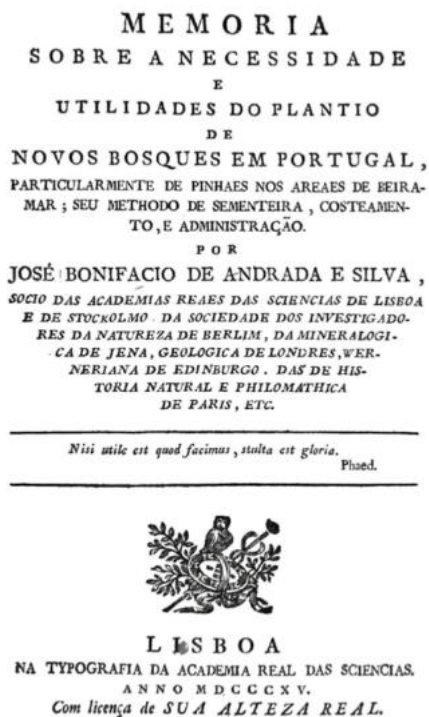 MEMORIA
SOBRE A NECESSIDADE
E
UTILIDADES DO PLANTIO
DE
NOVOS BOSQUES EM PORTUGAL,
PARTICULARMENTE DE PINHAES NOS AREAES DE BEIRA-
MAR; SEU METHODO DE SEMENTEIRA, COSTEAMEN-
TO, E ADMINISTRAÇÃO.
POR
JOSÉ BONIFACIO DE ANDRADA E SILVA,
SOCIO DAS ACADEMIAS REAES DAS SCIENCIAS DE LISBOA
E DE STOCKOLMO DA SOCIEDADE DOS INVESTIGADO-
RES DA NATUREZA DE BERLIM, DA MINERALOGI-
CA DE JENA, GEOLOGICA DE LONDRES, WER-
NERIANA DE EDINBURGO. DAS DE HIS-
TORIA NATURAL E PHILOMATHICA
DE PARIS, ETC.
Nisi utile est quod facimus, stulta est gloria.
Phaed.
LISBOA
NA TYPOGRAFIA DA ACADEMIA REAL DAS SCIENCIAS.
ANNO MDCCCXV.
Com licença de SUA ALTEZA REAL.